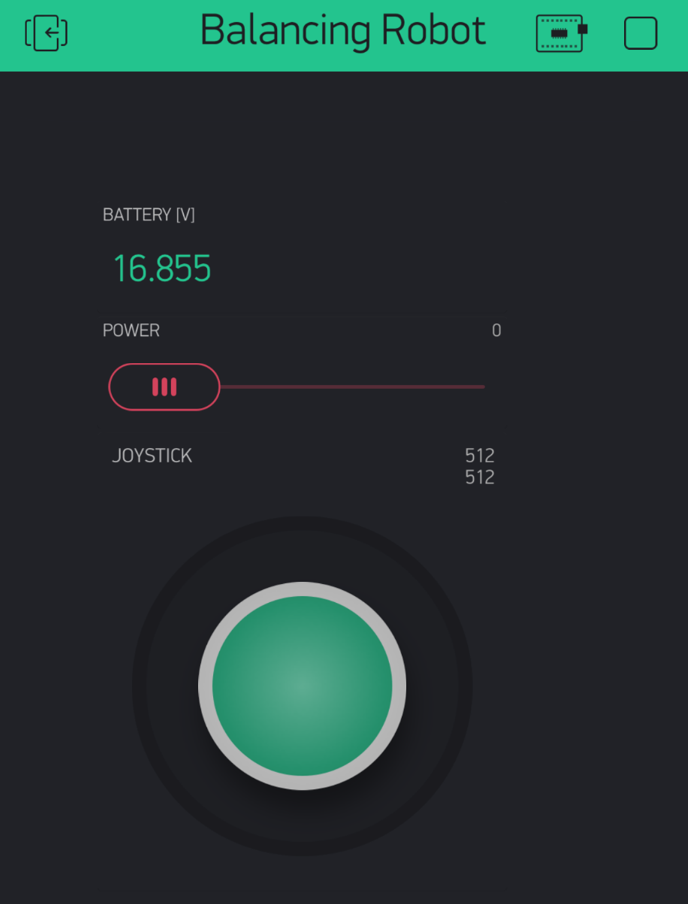 Balancing Robot
BATTERY [V]
16.855
POWER 0
JOYSTICK 512
512